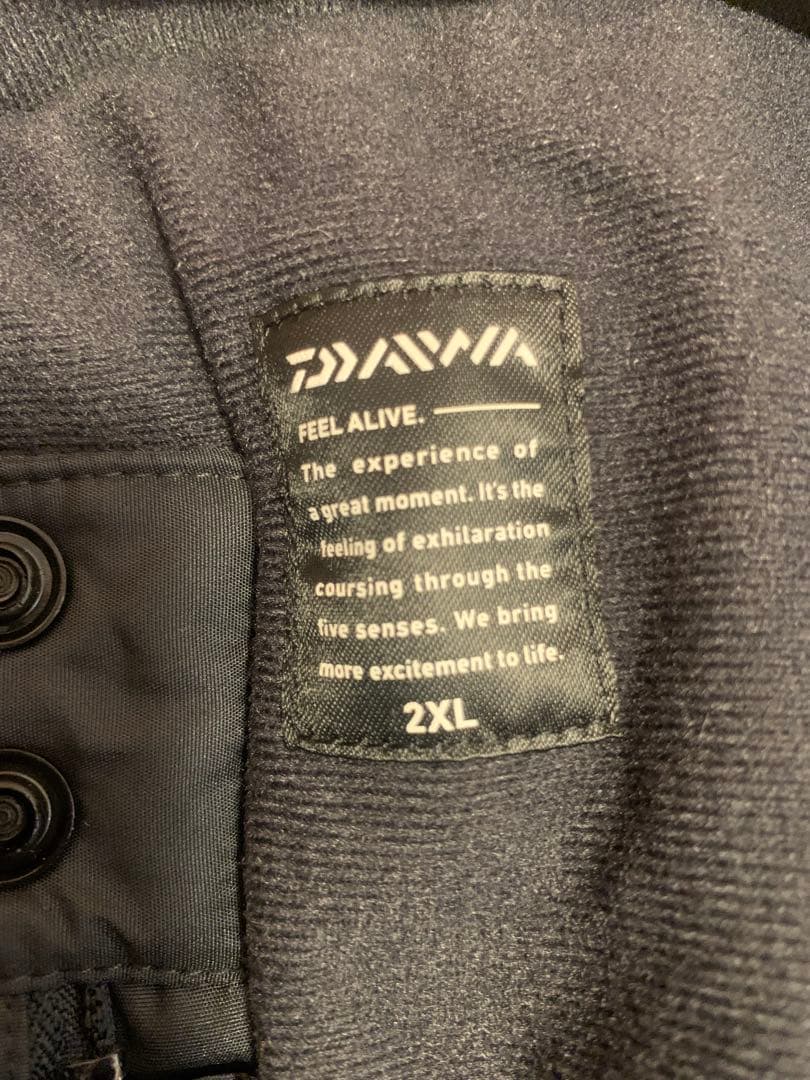 DAIWA
FEEL ALIVE.
The experience of
a great moment. It's the
feeling of exhilaration
coursing through the
five senses. We bring
more excitement to life.
2XL